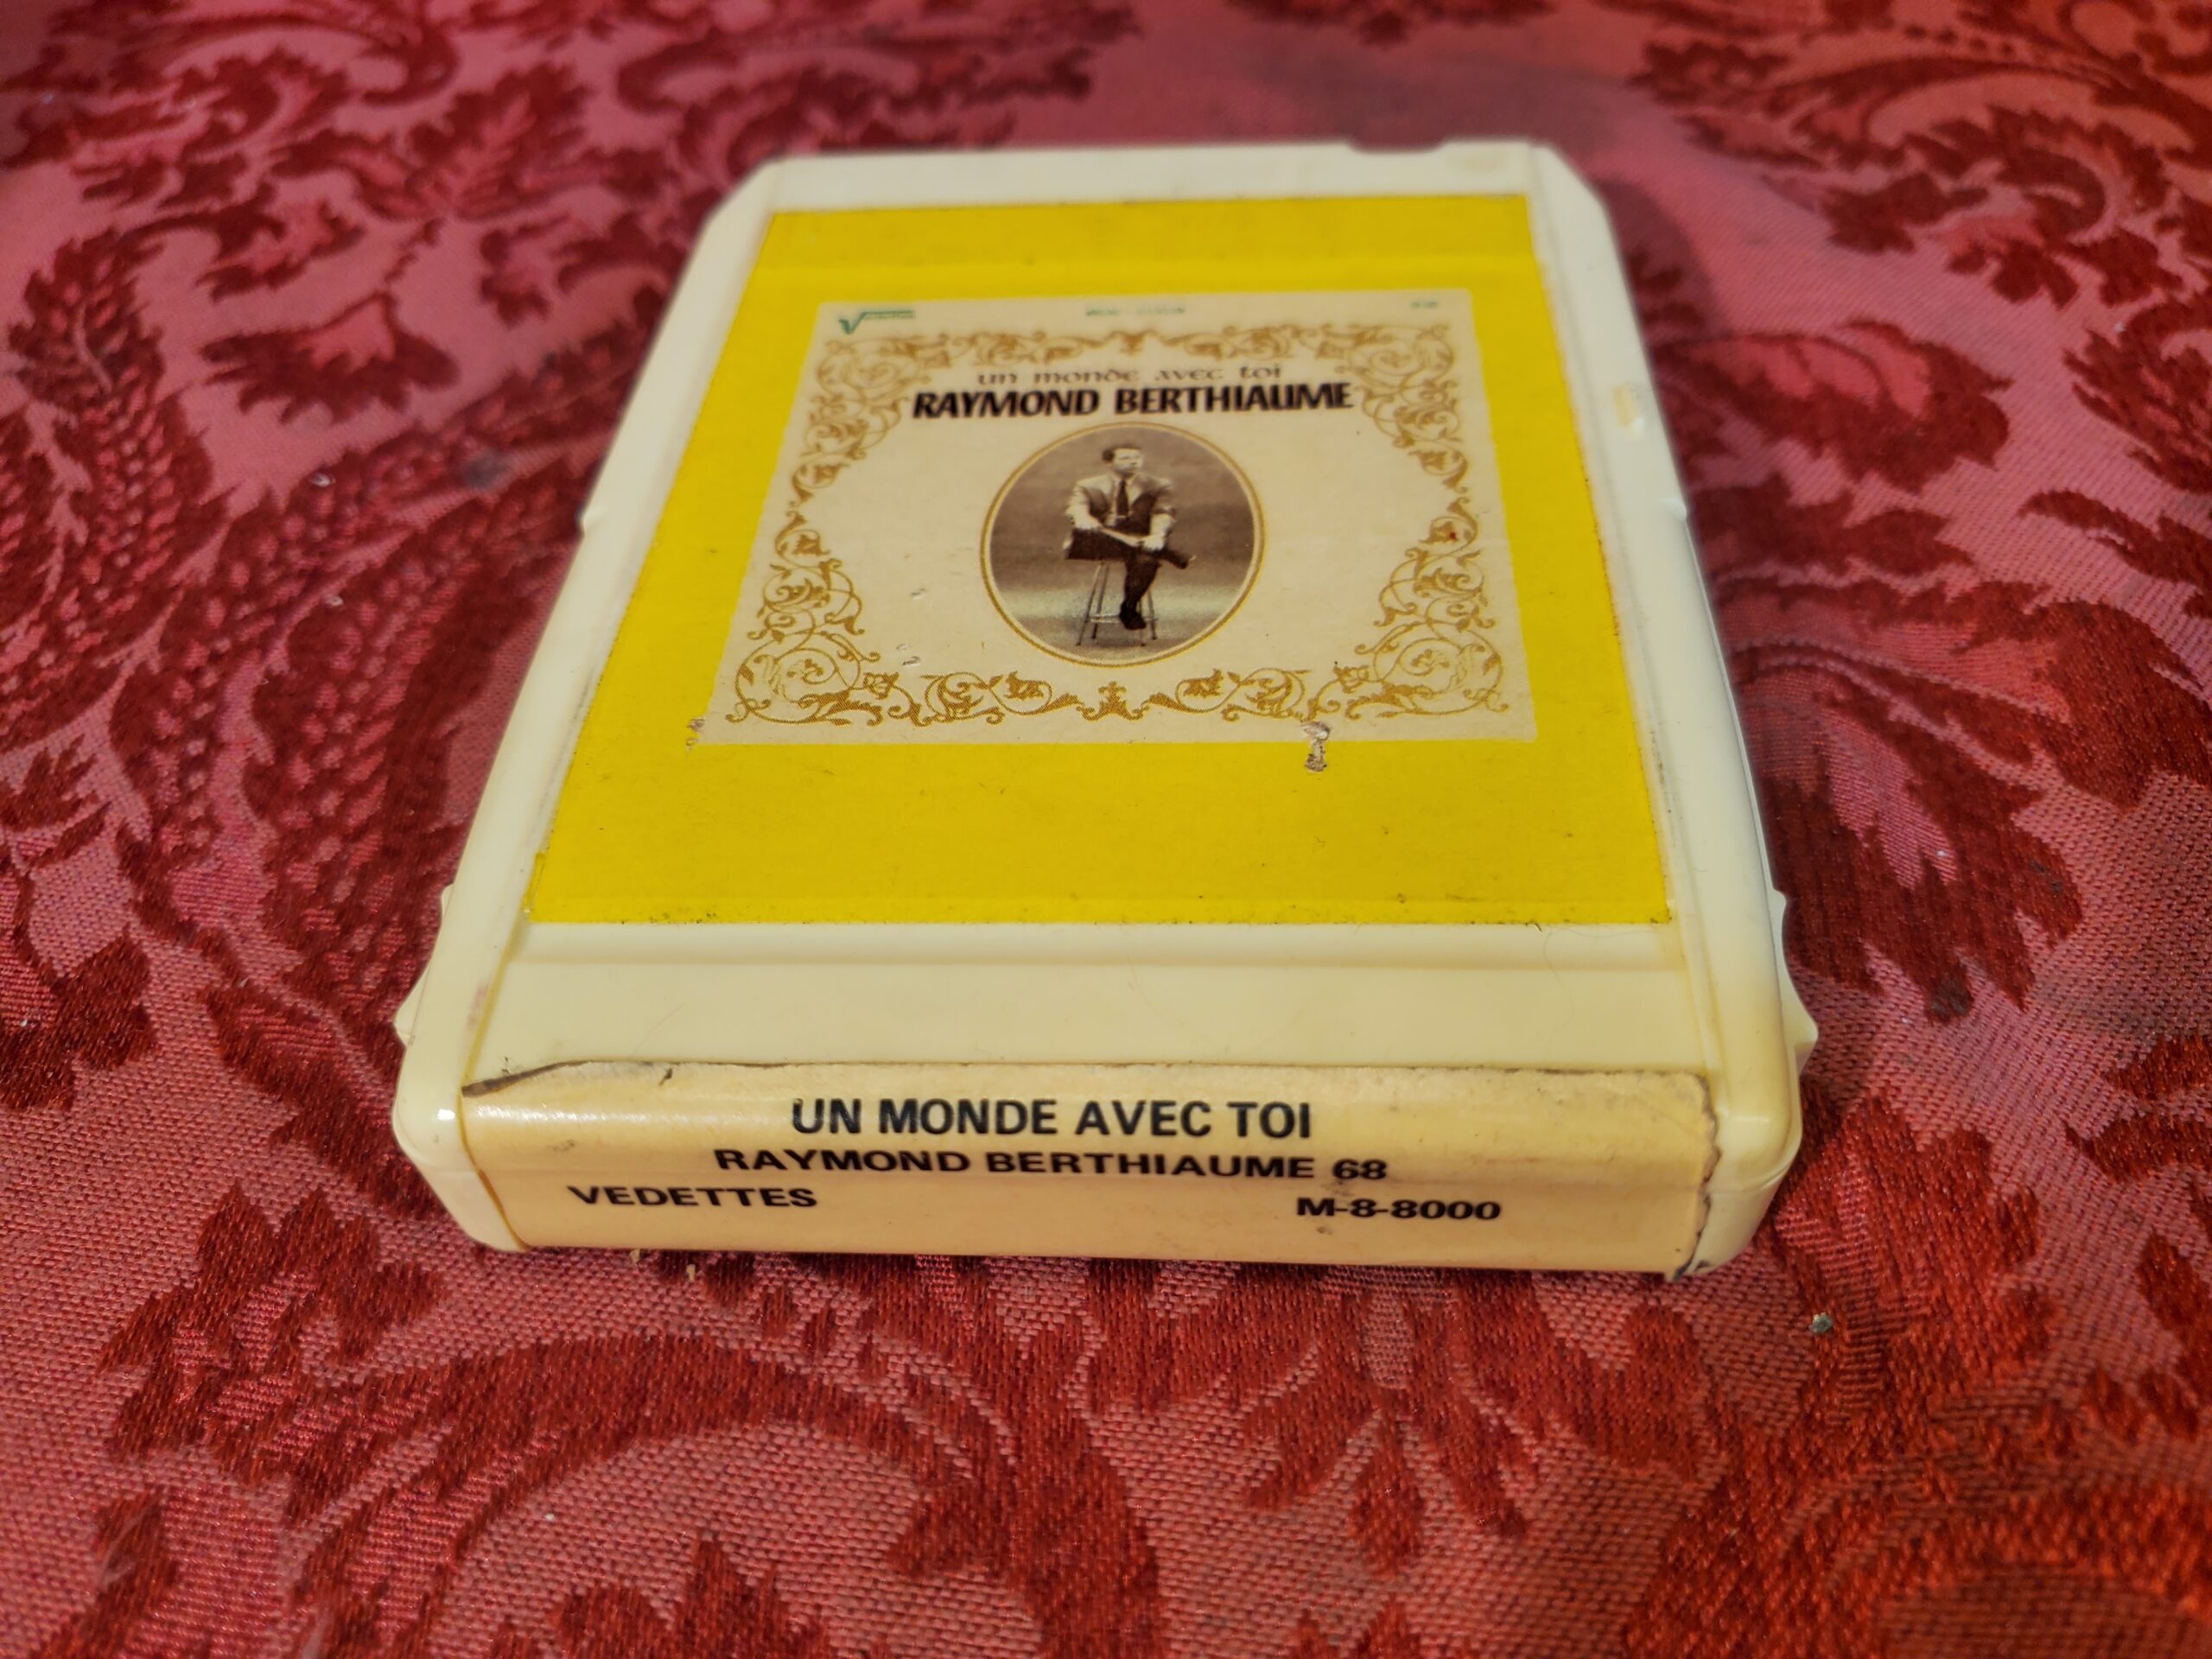 un monde avec toi
RAYMOND BERTHIAUME
UN MONDE AVEC TOI
RAYMOND BERTHIAUME 68
VEDETTES M-8-8000